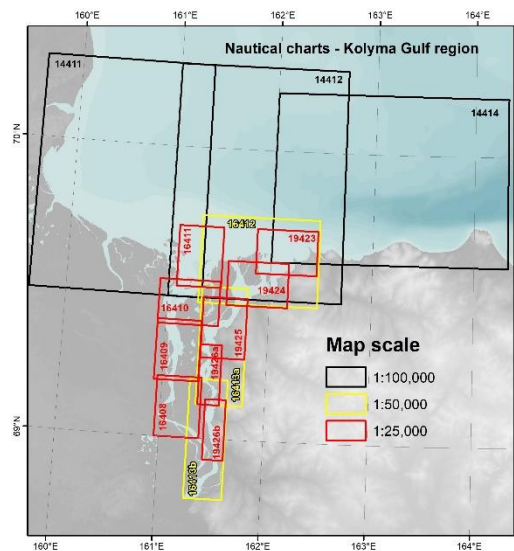 160°E 161°E 162°E 163°E 164°E
Nautical charts - Kolyma Gulf region
14411
14412
14414
70°N
16412
16411
19423
19424
16410
19425
16409
19426a
16413a
16408
19426b
16413b
69°N
Map scale
1:100,000
1:50,000
1:25,000
160°E 161°E 162°E 163°E 164°E